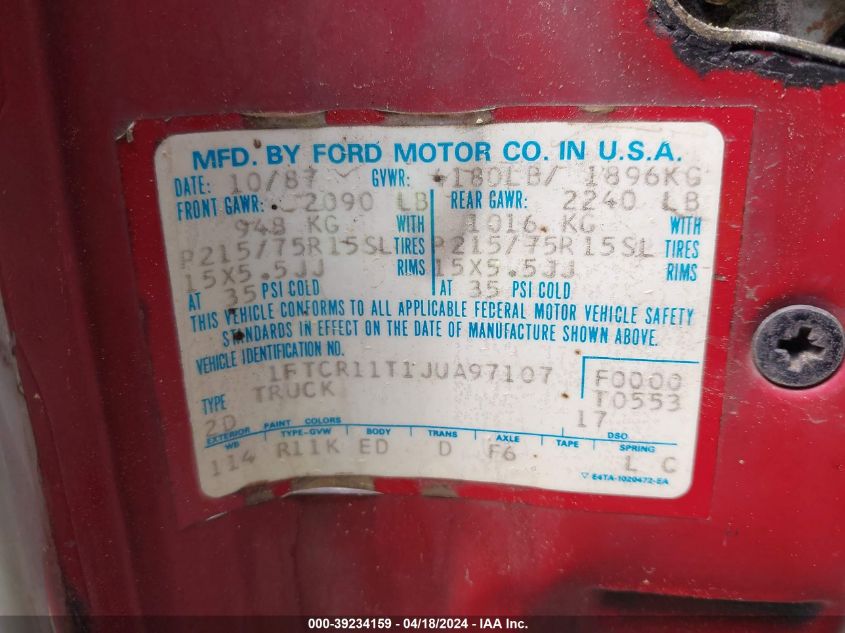 MFD. BY FORD MOTOR CO. IN U.S.A.
DATE: 10/87 GVWR: 4180LB/ 1896KG
FRONT GAWR: 2090 LB REAR GAWR: 2240 LB
948 KG WITH 1016 KG WITH
P215/75R15SL TIRES P215/75R15SL TIRES
15X5.5JJ RIMS 15X5.5JJ RIMS
AT 35 PSI COLD AT 35 PSI COLD
THIS VEHICLE CONFORMS TO ALL APPLICABLE FEDERAL MOTOR VEHICLE SAFETY
STANDARDS IN EFFECT ON THE DATE OF MANUFACTURE SHOWN ABOVE.
VEHICLE IDENTIFICATION NO.
1FTCR11T1JUA97107 F0000
TYPE TRUCK T0553
2D 17
EXTERIOR PAINT COLORS DSO
WB TYPE-GVW BODY TRANS AXLE TAPE SPRING
114 R11K ED D F6 L C
E4TA-1020472-EA
000-39234159 - 04/18/2024 - IAA Inc.